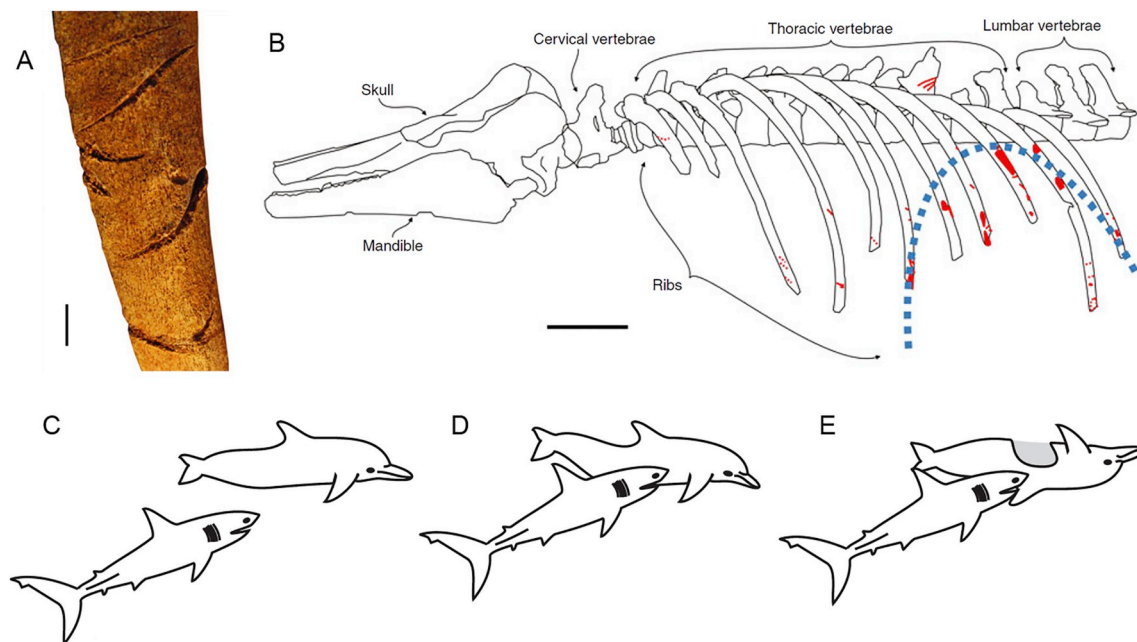 A
B
Cervical vertebrae
Thoracic vertebrae
Lumbar vertebrae
Skull
Mandible
Ribs
C
D
E